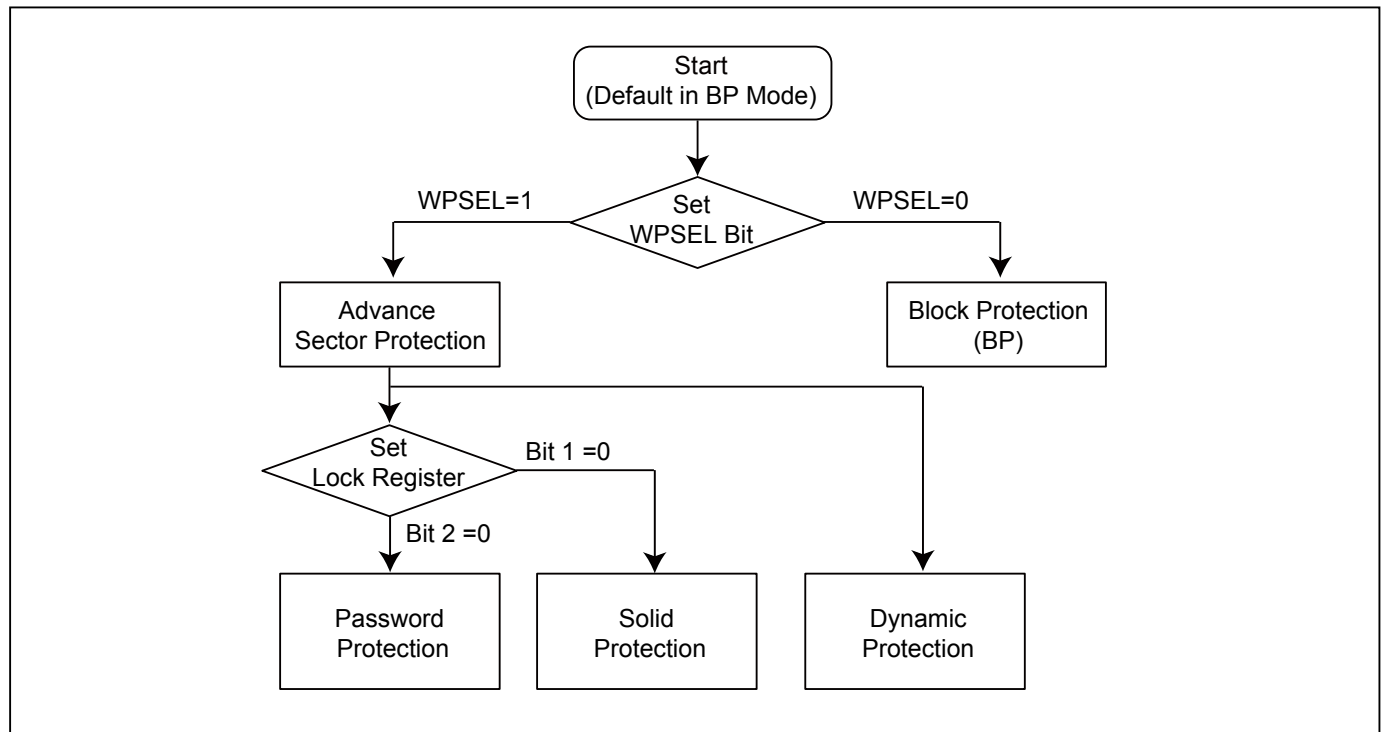 Start
(Default in BP Mode)
WPSEL=1
Set
WPSEL Bit
WPSEL=0
Advance
Sector Protection
Block Protection
(BP)
Set
Lock Register
Bit 1 =0
Bit 2 =0
Password
Protection
Solid
Protection
Dynamic
Protection